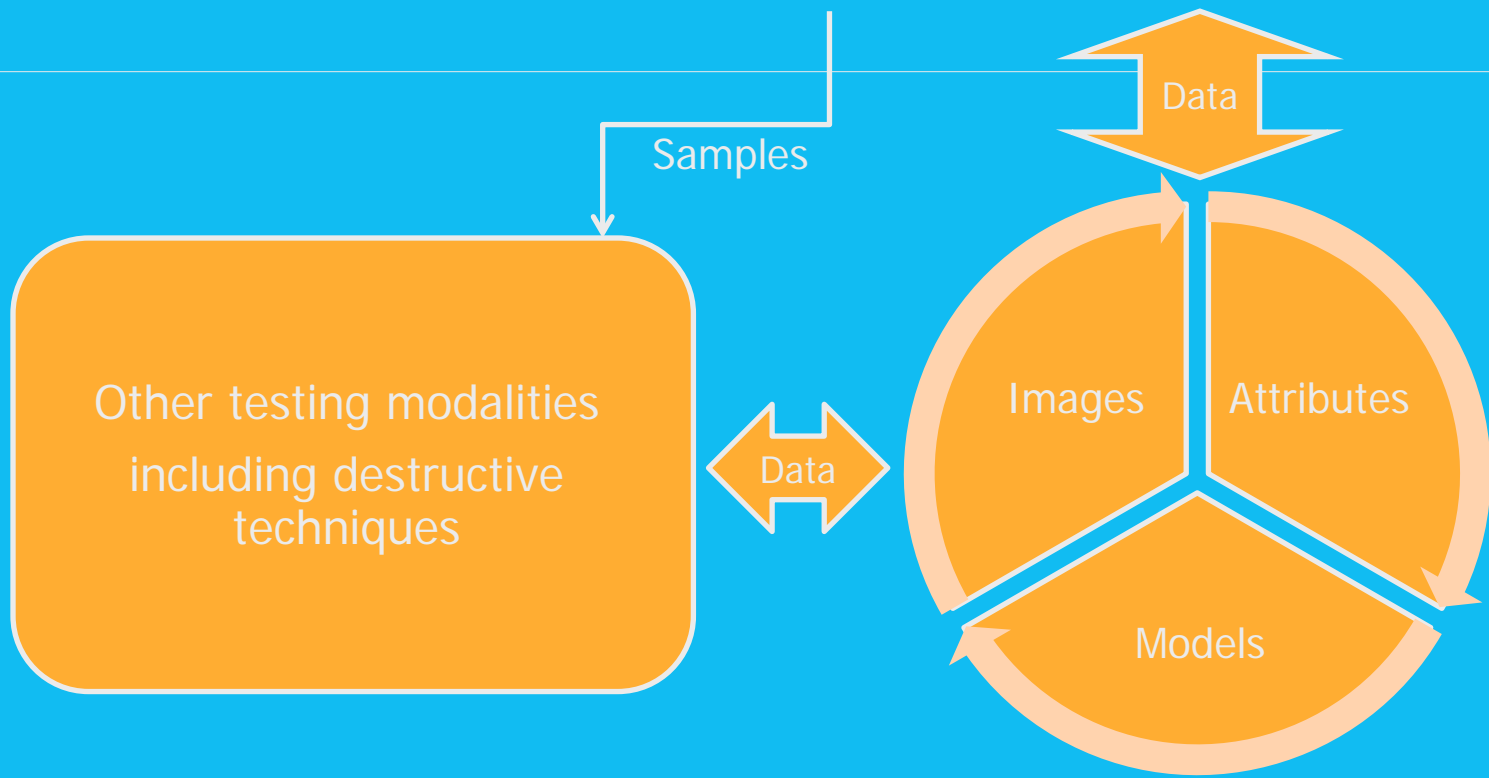 Data
Samples
Images
Attributes
Other testing modalities
including destructive
techniques
Data
Models